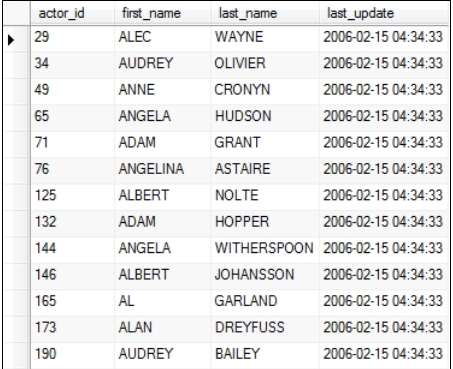 actor_id first_name last_name last_update
29 ALEC WAYNE 2006-02-15 04:34:33
34 AUDREY OLIVIER 2006-02-15 04:34:33
49 ANNE CRONYN 2006-02-15 04:34:33
65 ANGELA HUDSON 2006-02-15 04:34:33
71 ADAM GRANT 2006-02-15 04:34:33
76 ANGELINA ASTAIRE 2006-02-15 04:34:33
125 ALBERT NOLTE 2006-02-15 04:34:33
132 ADAM HOPPER 2006-02-15 04:34:33
144 ANGELA WITHERSPOON 2006-02-15 04:34:33
146 ALBERT JOHANSSON 2006-02-15 04:34:33
165 AL GARLAND 2006-02-15 04:34:33
173 ALAN DREYFUSS 2006-02-15 04:34:33
190 AUDREY BAILEY 2006-02-15 04:34:33